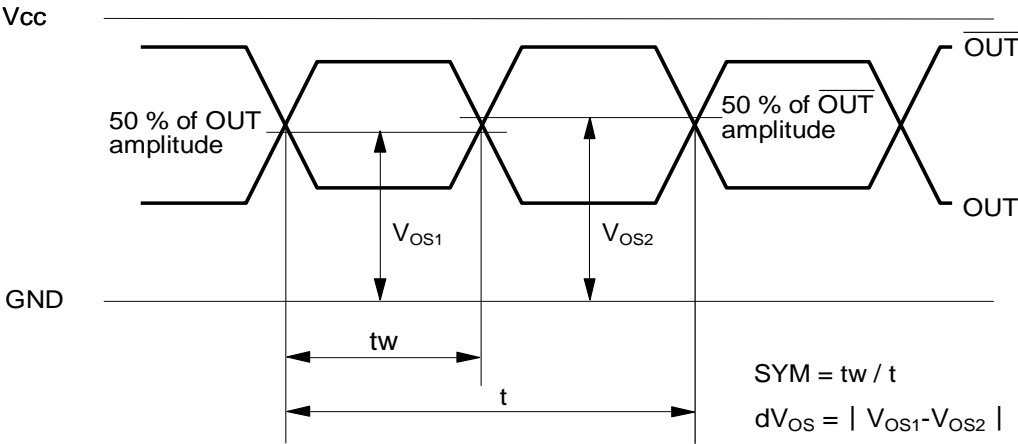 Vcc
OUT
50 % of OUT
amplitude
50 % of OUT
amplitude
OUT
VOS1
VOS2
GND
tw
t
SYM = tw / t
dVOS = | VOS1-VOS2 |